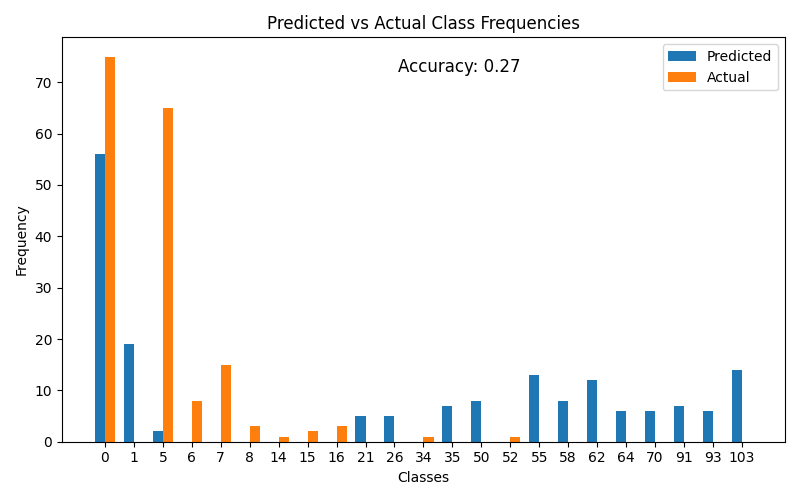 Predicted vs Actual Class Frequencies
Accuracy: 0.27
Predicted
Actual
Frequency
70
60
50
40
30
20
10
0
0 1 5 6 7 8 14 15 16 21 26 34 35 50 52 55 58 62 64 70 91 93 103
Classes